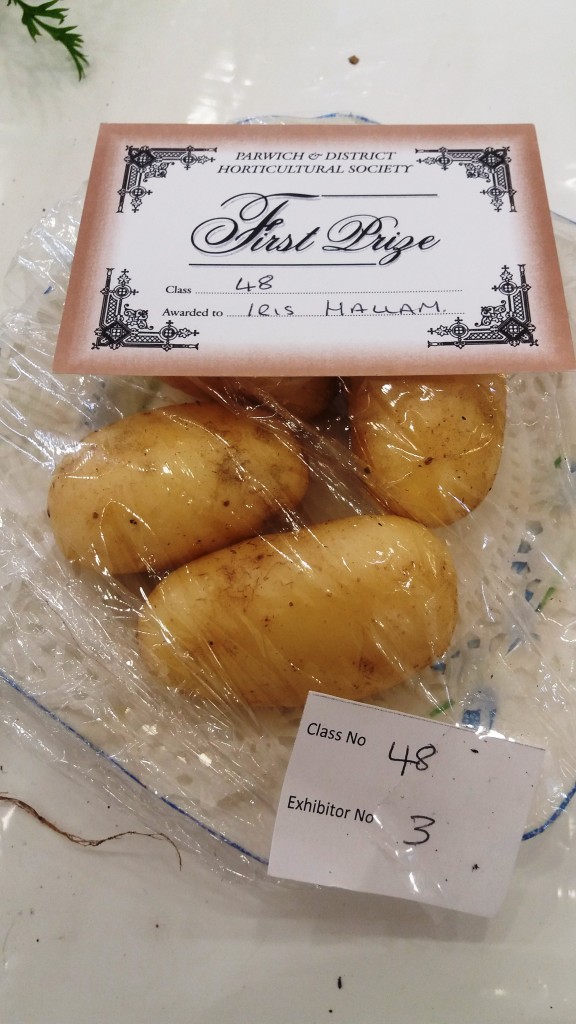 PARWICH & DISTRICT
HORTICULTURAL SOCIETY
First Prize
Class 48
Awarded to IRIS HALLAM.
Class No 48
Exhibitor No 3